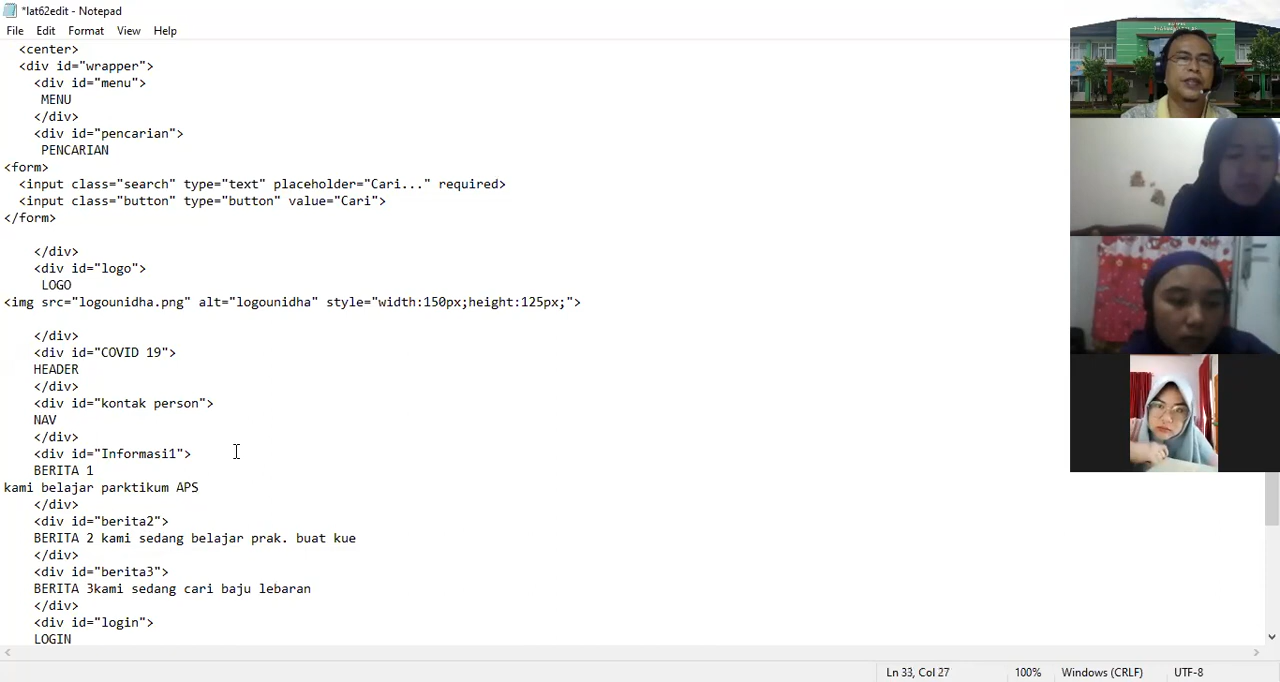 *lat62edit - Notepad
File Edit Format View Help
<center>
<div id="wrapper">
<div id="menu">
MENU
</div>
<div id="pencarian">
PENCARIAN
<form>
<input class="search" type="text" placeholder="Cari..." required>
<input class="button" type="button" value="Cari">
</form>
</div>
<div id="logo">
LOGO
<img src="logounidha.png" alt="logounidha" style="width:150px;height:125px;">
</div>
<div id="COVID 19">
HEADER
</div>
<div id="kontak person">
NAV
</div>
<div id="Informasi1">
BERITA 1
kami belajar parktikum APS
</div>
<div id="berita2">
BERITA 2 kami sedang belajar prak. buat kue
</div>
<div id="berita3">
BERITA 3kami sedang cari baju lebaran
</div>
<div id="login">
LOGIN
Ln 33, Col 27 100% Windows (CRLF) UTF-8